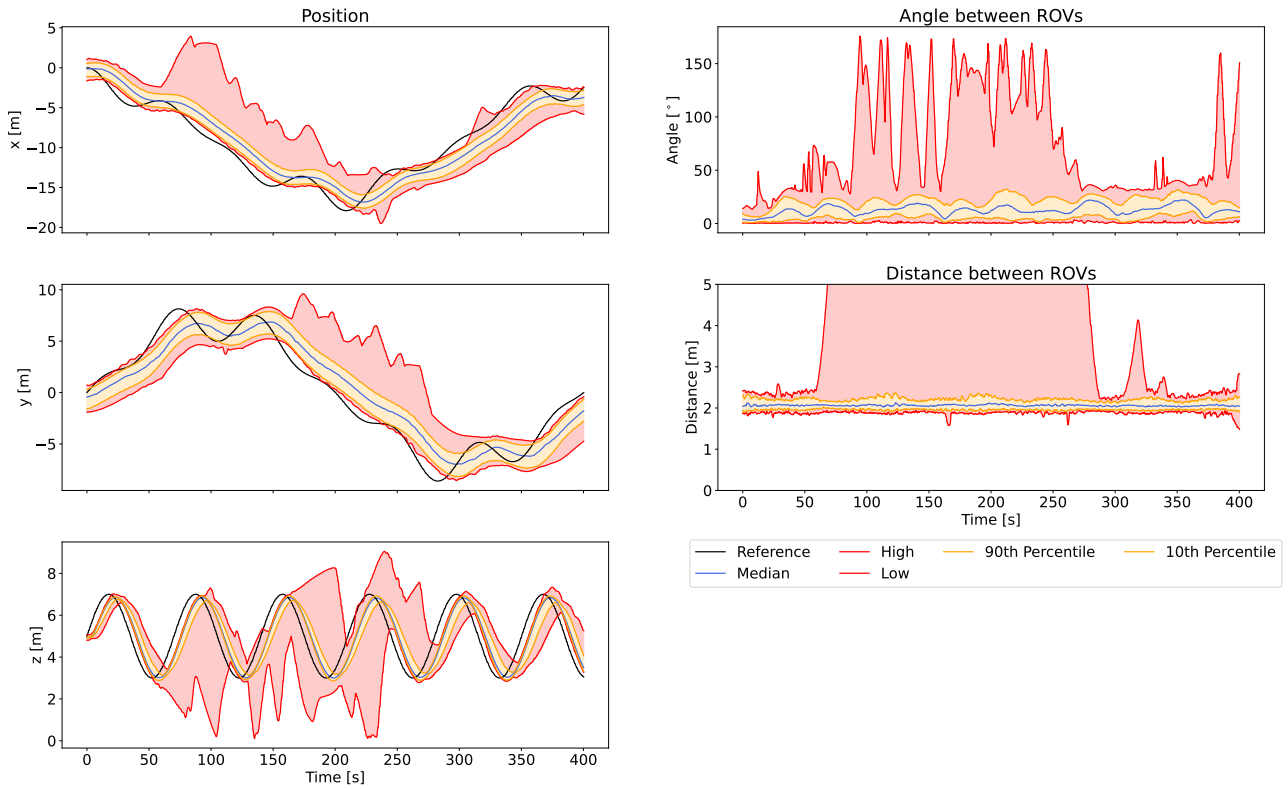 Position
5
0
−5
−10
−15
−20
x [m]
10
5
0
−5
y [m]
8
6
4
2
0
z [m]
0 50 100 150 200 250 300 350 400
Time [s]
Angle between ROVs
150
100
50
0
Angle [°]
Distance between ROVs
5
4
3
2
1
0
Distance [m]
0 50 100 150 200 250 300 350 400
Time [s]
Reference High 90th Percentile 10th Percentile
Median Low